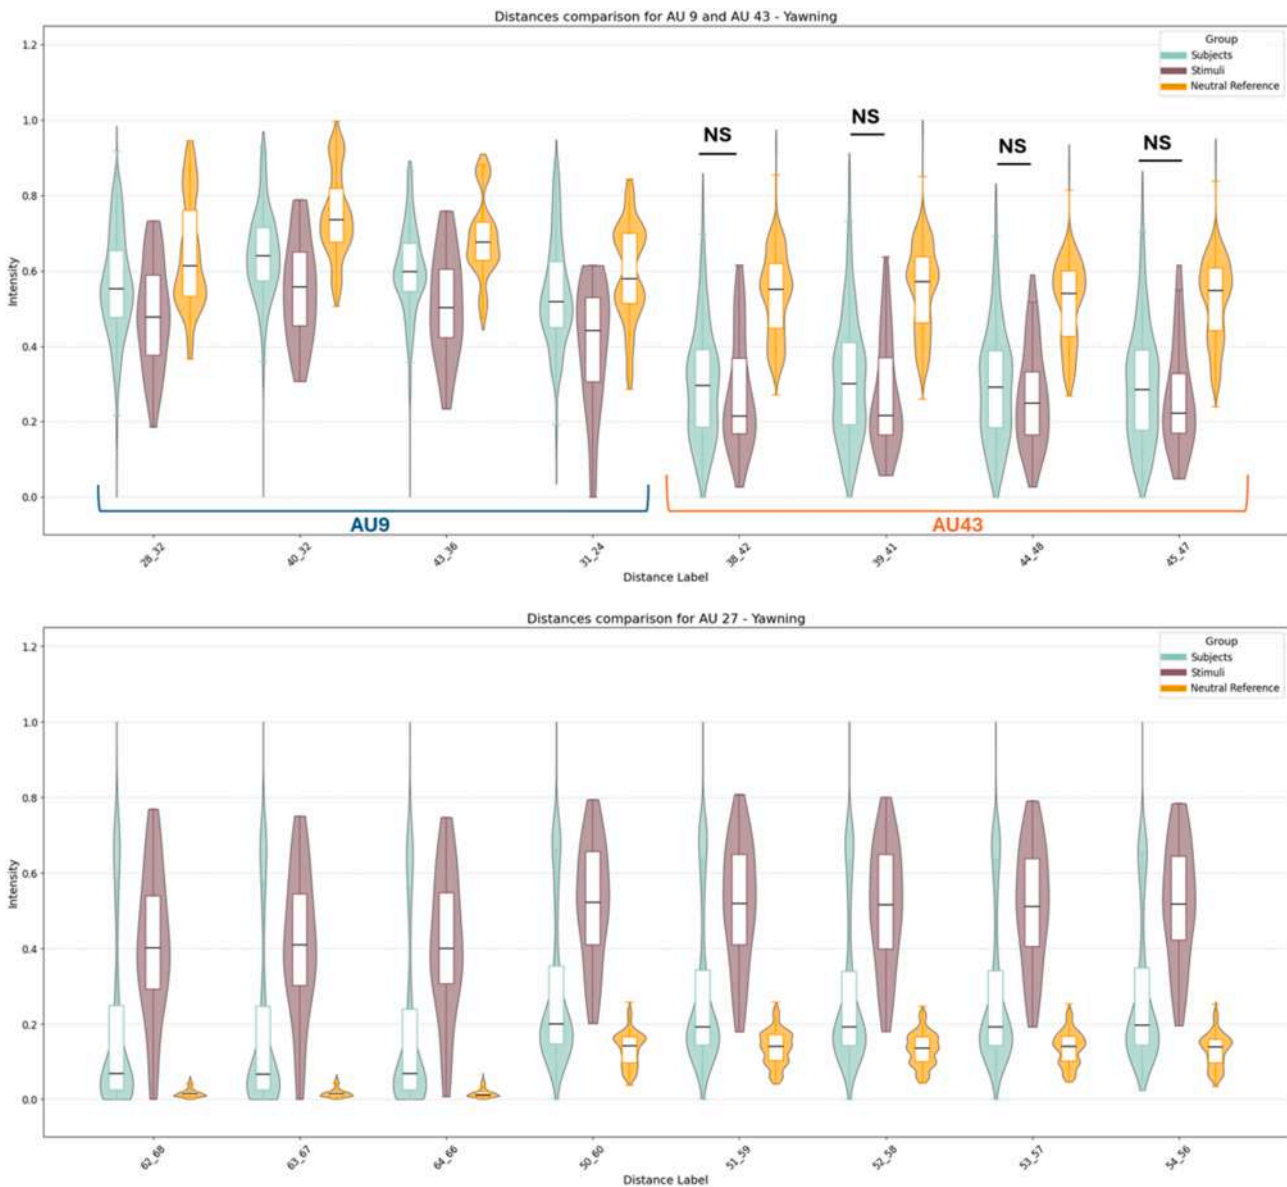 Distances comparison for AU 9 and AU 43 - Yawning
1.2
1.0
0.8
0.6
0.4
0.2
0.0
Intensity
Group
Subjects
Stimuli
Neutral Reference
NS
NS
NS
NS
AU9
AU43
28_32
40_32
43_36
31_24
38_42
39_41
44_48
45_47
Distance Label
Distances comparison for AU 27 - Yawning
1.2
1.0
0.8
0.6
0.4
0.2
0.0
Intensity
Group
Subjects
Stimuli
Neutral Reference
62_68
63_67
64_66
50_60
51_59
52_58
53_57
54_56
Distance Label